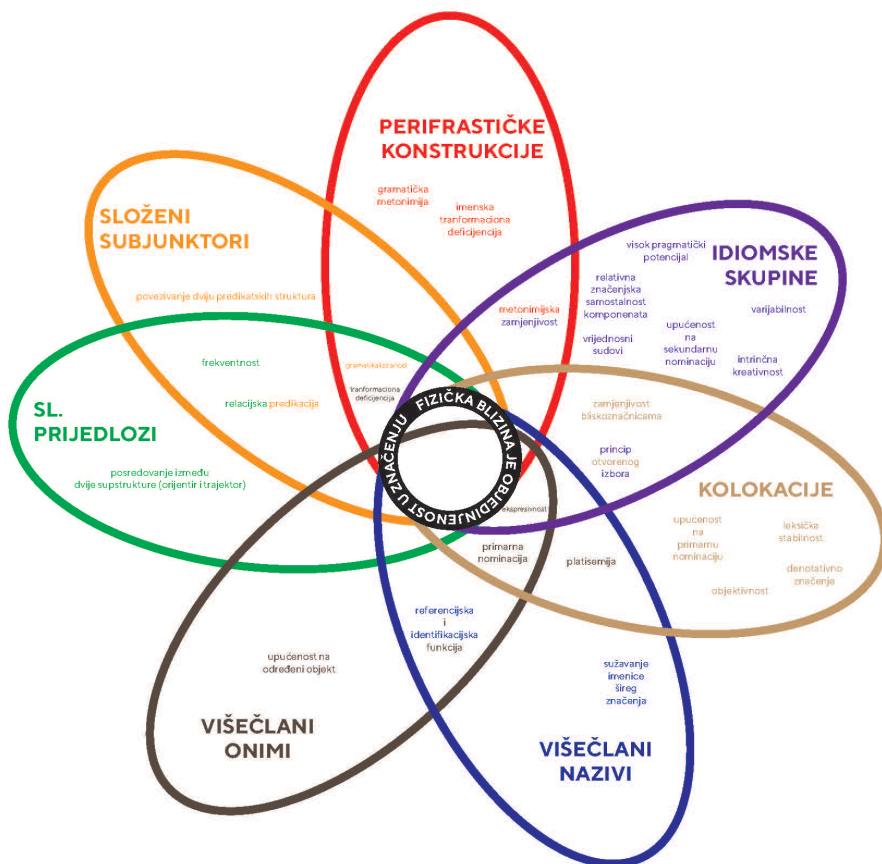 PERIFRASTIČKE
KONSTRUKCIJE
gramatička
metonimija
imenska
tranformaciona
deficijencija
SLOŽENI
SUBJUNKTORI
povezivanje dviju predikatskih struktura
IDIOMSKE
SKUPINE
visok pragmatički
potencijal
relativna
značenjska
samostalnost
komponenata
varijabilnost
vrijednosni
sudovi
upućenost
na
sekundarnu
nominaciju
intrinčna
kreativnost
metonimijska
zamjenjivost
SL.
PRIJEDLOZI
frekventnost
relacijska predikacija
posredovanje između
dvije supstrukture (orijentir i trajektor)
gramatikaliziranost
tranformaciona
deficijencija
FIZIČKA BLIZINA JE OBJEDINJENOST U ZNAČENJU
zamjenjivost
bliskoznačnicama
princip
otvorenog
izbora
KOLOKACIJE
upućenost
na
primarnu
nominaciju
leksička
stabilnost
denotativno
značenje
objektivnost
ekspresivnost
primarna
nominacija
platisemija
referencijska
i
identifikacijska
funkcija
upućenost na
određeni objekt
VIŠEČLANI
ONIMI
sužavanje
imenice
šireg
značenja
VIŠEČLANI
NAZIVI